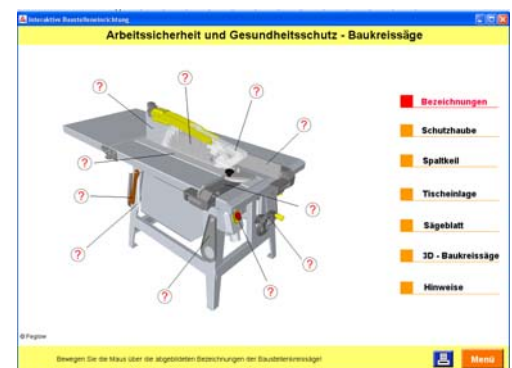 Interaktive Baustelleneinrichtung
Arbeitssicherheit und Gesundheitsschutz - Baukreissäge
?
?
?
?
?
?
?
?
?
?
?
Bezeichnungen
Schutzhaube
Spaltkeil
Tischeinlage
Sägeblatt
3D - Baukreissäge
Hinweise
© Feglow
Bewegen Sie die Maus über die abgebildeten Bezeichnungen der Baustellenkreissäge!
Menü